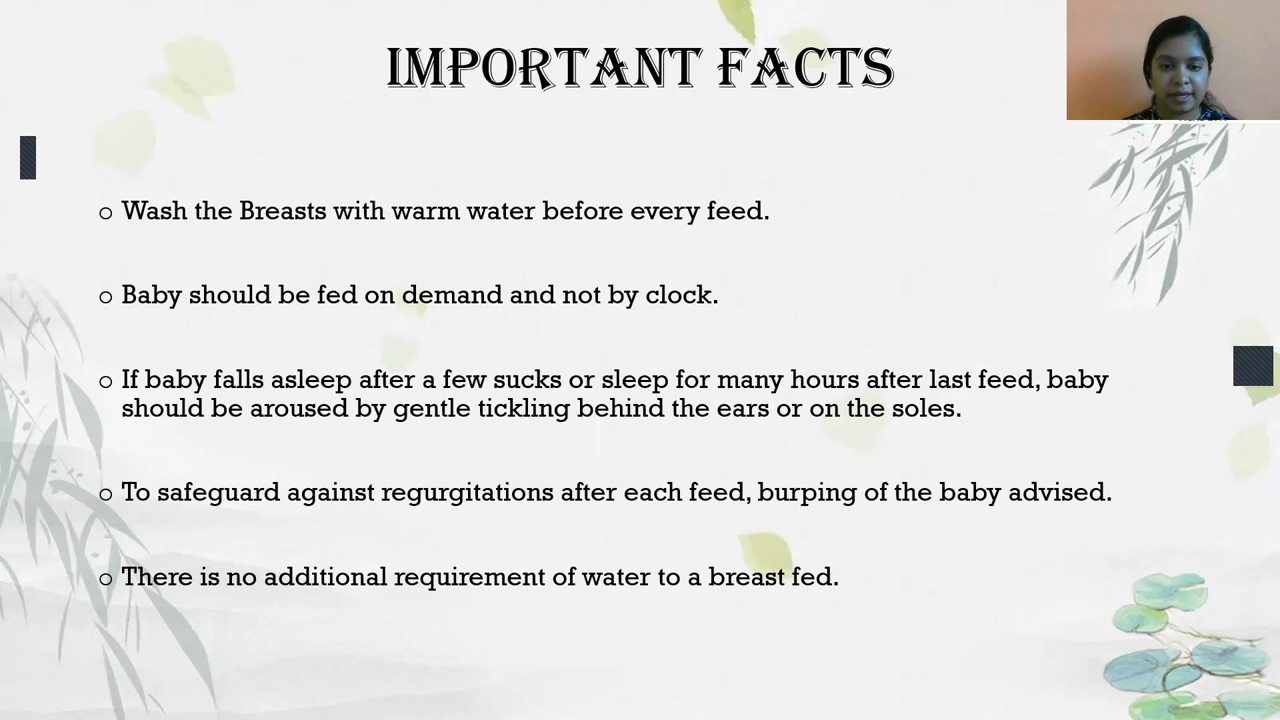 IMPORTANT FACTS
o Wash the Breasts with warm water before every feed.
o Baby should be fed on demand and not by clock.
o If baby falls asleep after a few sucks or sleep for many hours after last feed, baby
should be aroused by gentle tickling behind the ears or on the soles.
o To safeguard against regurgitations after each feed, burping of the baby advised.
o There is no additional requirement of water to a breast fed.